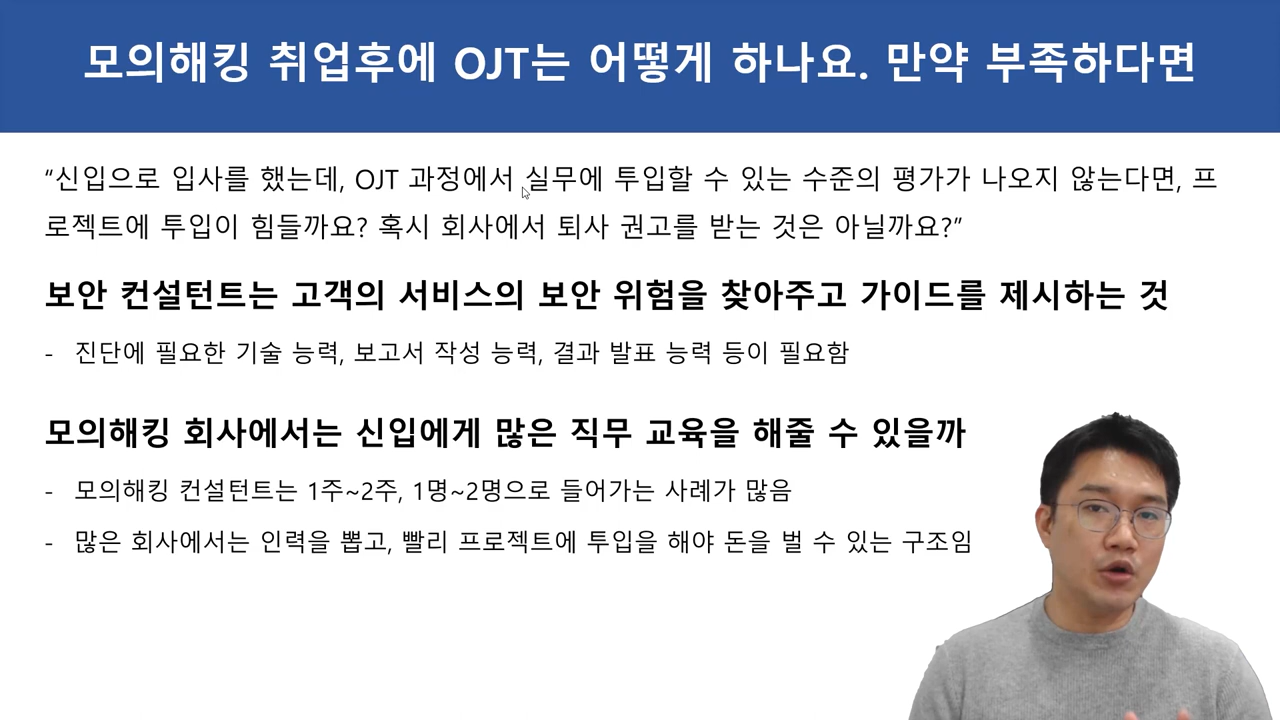 모의해킹 취업후에 OJT는 어떻게 하나요. 만약 부족하다면
“신입으로 입사를 했는데, OJT 과정에서 실무에 투입할 수 있는 수준의 평가가 나오지 않는다면, 프
로젝트에 투입이 힘들까요? 혹시 회사에서 퇴사 권고를 받는 것은 아닐까요?”
보안 컨설턴트는 고객의 서비스의 보안 위험을 찾아주고 가이드를 제시하는 것
- 진단에 필요한 기술 능력, 보고서 작성 능력, 결과 발표 능력 등이 필요함
모의해킹 회사에서는 신입에게 많은 직무 교육을 해줄 수 있을까
- 모의해킹 컨설턴트는 1주~2주, 1명~2명으로 들어가는 사례가 많음
- 많은 회사에서는 인력을 뽑고, 빨리 프로젝트에 투입을 해야 돈을 벌 수 있는 구조임